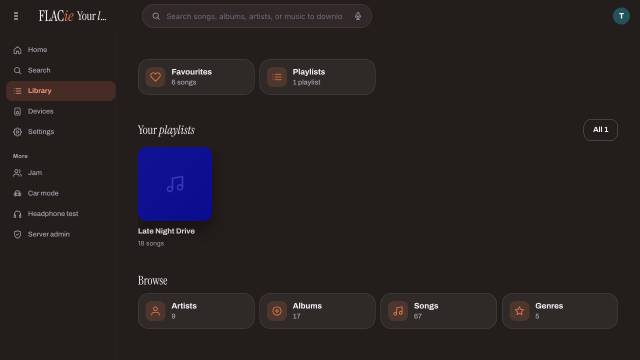 FLACie Your l...
Search songs, albums, artists, or music to downlo
T
Home
Search
Library
Devices
Settings
More
Jam
Car mode
Headphone test
Server admin
Favourites
6 songs
Playlists
1 playlist
Your playlists
All 1
Late Night Drive
18 songs
Browse
Artists
9
Albums
17
Songs
67
Genres
5